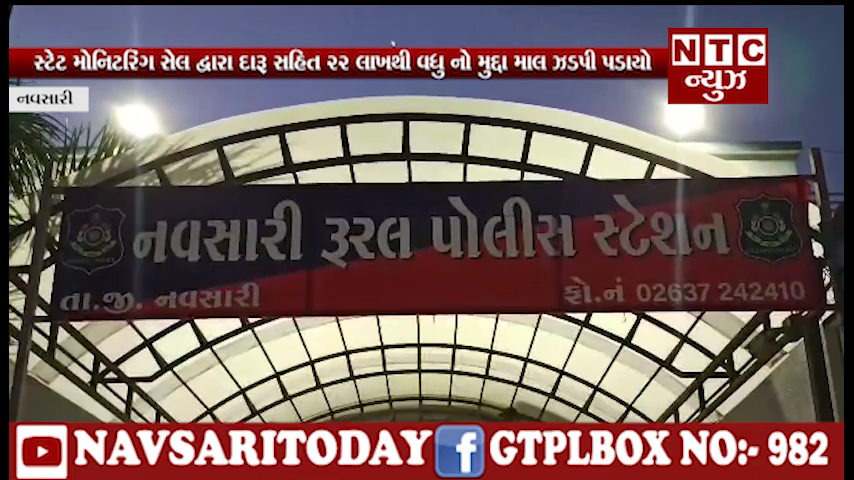 સ્ટેટ મોનિટરિંગ સેલ દ્વારા દારૂ સહિત ૨૨ લાખથી વધુ નો મુદ્દા માલ ઝડપી પડાયો
NTC
ન્યુઝ
નવસારી
નવસારી રૂરલ પોલીસ સ્ટેશન
તા.જી. નવસારી
ફો.નં 02637 242410
NAVSARITODAY
GTPLBOX NO:- 982